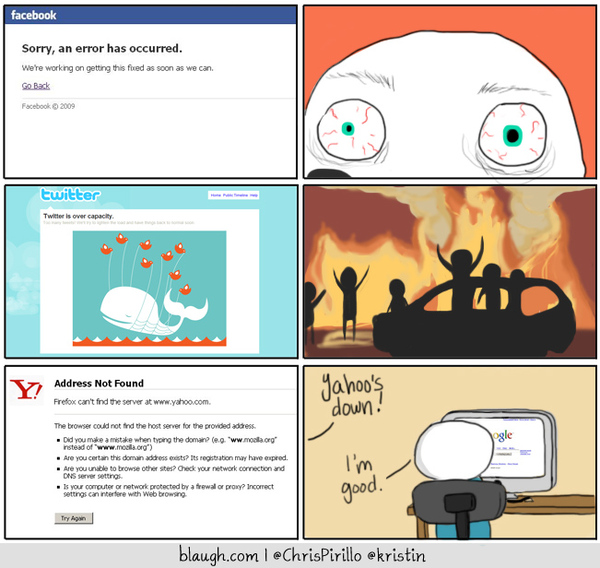 facebook
Sorry, an error has occurred.
We're working on getting this fixed as soon as we can.
Go Back
Facebook © 2009
twitter
Home Public Timeline Help
Twitter is over capacity.
Y!
Address Not Found
Firefox can't find the server at www.yahoo.com.
The browser could not find the host server for the provided address.
Did you make a mistake when typing the domain? (e.g. "ww.mozilla.org"
instead of "www.mozilla.org")
Are you certain this domain address exists? Its registration may have expired.
Are you unable to browse other sites? Check your network connection and
DNS server settings.
Is your computer or network protected by a firewall or proxy? Incorrect
settings can interfere with Web browsing.
Try Again
Yahoo's
down!
I'm
good.
ogle
blaugh.com | @ChrisPirillo @kristin